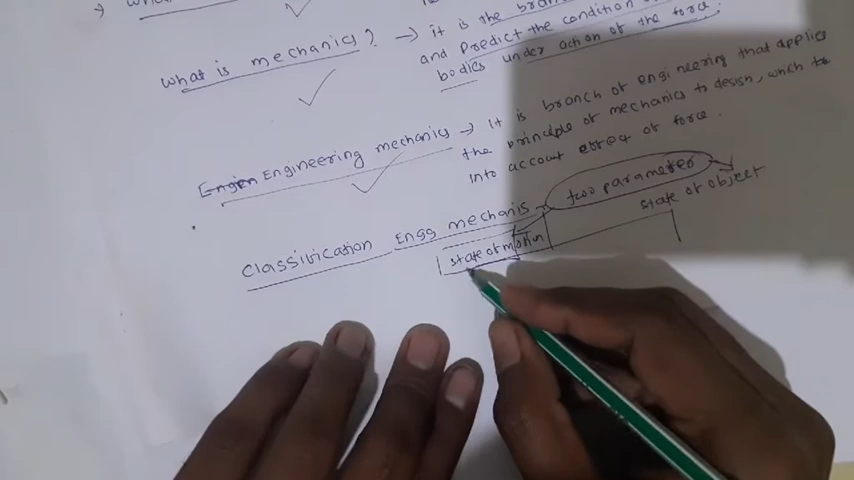 what is mechanics? → it is the bran
and predict the condition of
bodies under action of the force.
Engineering mechanics → It is branch of engineering that applies
the principle of mechanics to design, which
into account effect of force.
Classification Engg mechanis → two parameter
state of motion
state of object